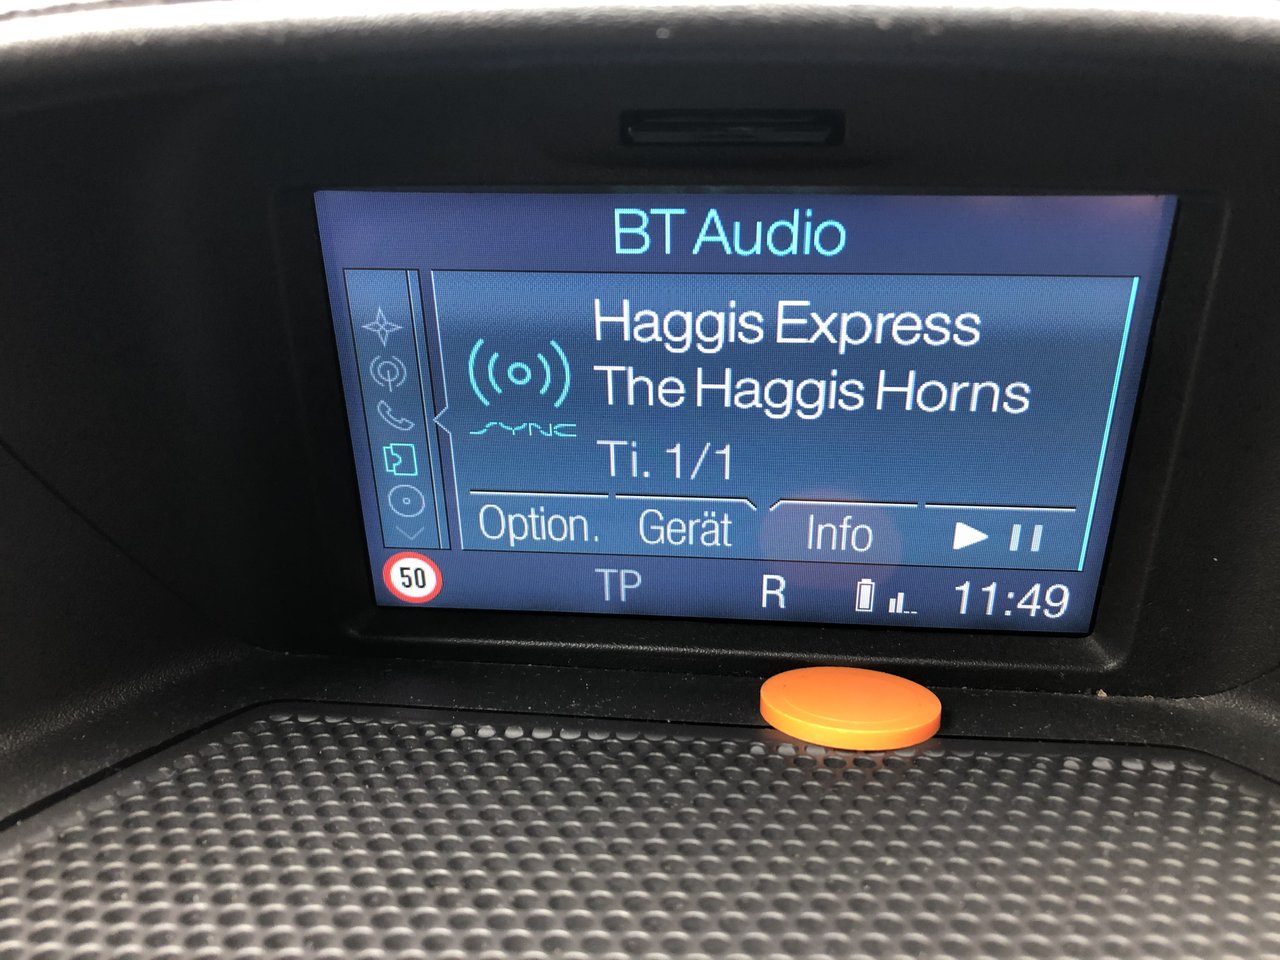 BT Audio
Haggis Express
The Haggis Horns
SYNC
Ti. 1/1
Option. Gerät Info
50 TP R 11:49